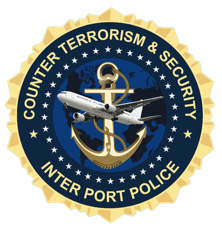 COUNTER TERRORISM & SECURITY
INTER PORT POLICE